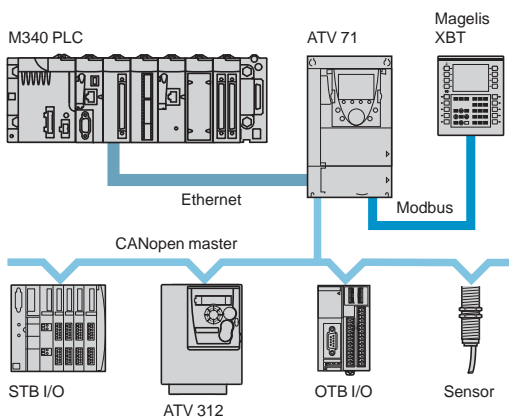 M340 PLC
ATV 71
Magelis
XBT
Ethernet
Modbus
CANopen master
STB I/O
ATV 312
OTB I/O
Sensor